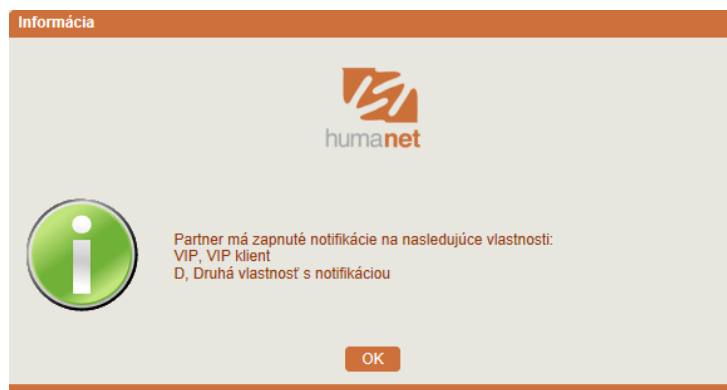 Informácia
humanet
Partner má zapnuté notifikácie na nasledujúce vlastnosti:
VIP, VIP klient
D, Druhá vlastnosť s notifikáciou
OK